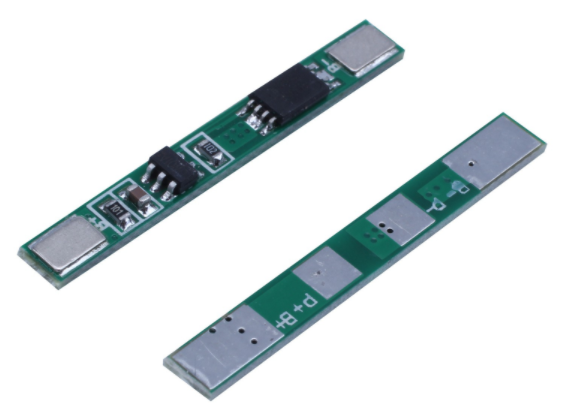 B-
102
101
B+
B-
P-
P+
B+